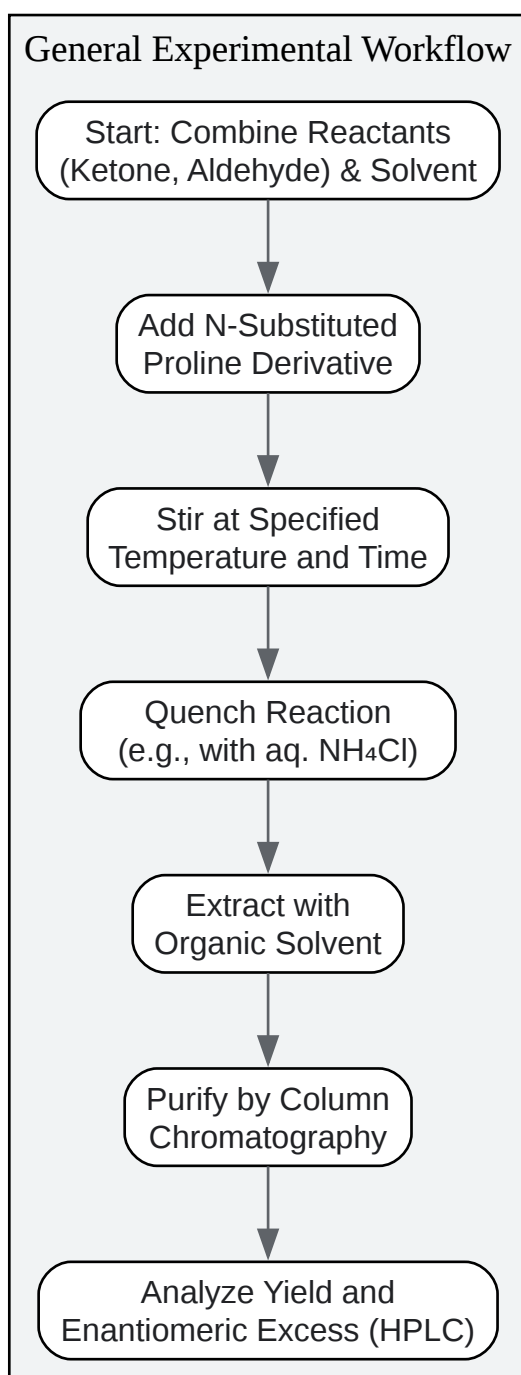 General Experimental Workflow
Start: Combine Reactants
(Ketone, Aldehyde) & Solvent
Add N-Substituted
Proline Derivative
Stir at Specified
Temperature and Time
Quench Reaction
(e.g., with aq. NH₄Cl)
Extract with
Organic Solvent
Purify by Column
Chromatography
Analyze Yield and
Enantiomeric Excess (HPLC)